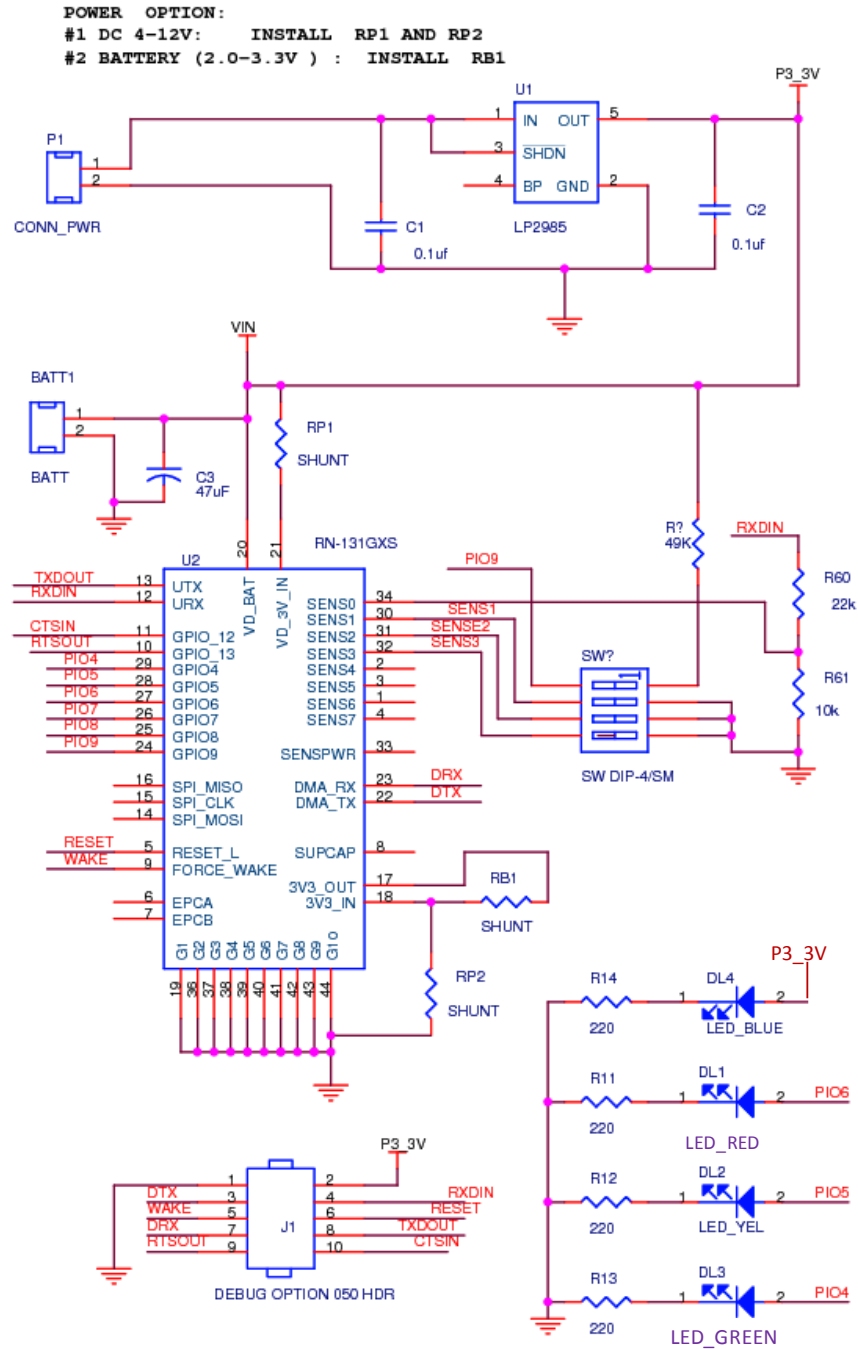 POWER OPTION:
#1 DC 4-12V: INSTALL RP1 AND RP2
#2 BATTERY (2.0-3.3V ) : INSTALL RB1
P3_3V
U1
1 IN OUT 5
3 SHDN
4 BP GND 2
LP2985
P1
1
2
CONN_PWR
C1
0.1uf
C2
0.1uf
VIN
BATT1
1
2
BATT
C3
47uF
RP1
SHUNT
R?
49K
RXDIN
R60
22k
R61
10k
RN-131GXS
U2
20
21
VD_BAT
VD_3V_IN
TXDOUT 13 UTX
RXDIN 12 URX
CTSIN 11 GPIO_12
RTSOUT 10 GPIO_13
PIO4 29 GPIO4
PIO5 28 GPIO5
PIO6 27 GPIO6
PIO7 26 GPIO7
PIO8 25 GPIO8
PIO9 24 GPIO9
16 SPI_MISO
15 SPI_CLK
14 SPI_MOSI
RESET 5 RESET_L
WAKE 9 FORCE_WAKE
6 EPCA
7 EPCB
SENS0 34
SENS1 30 SENS1
SENS2 31 SENSE2
SENS3 32 SENS3
SENS4 2
SENS5 3
SENS6 1
SENS7 4
SENSPWR 33
DMA_RX 23 DRX
DMA_TX 22 DTX
SUPCAP 8
3V3_OUT 17
3V3_IN 18
G1 G2 G3 G4 G5 G6 G7 G8 G9 G10
19 36 37 38 39 40 41 42 43 44
PIO9
SW?
SW DIP-4/SM
RB1
SHUNT
RP2
SHUNT
P3_3V
R14
220
1 DL4 2
LED_BLUE
R11
220
1 DL1 2 PIO6
LED_RED
R12
220
1 DL2 2 PIO5
LED_YEL
R13
220
1 DL3 2 PIO4
LED_GREEN
P3_3V
1 2
DTX 3 4 RXDIN
WAKE 5 6 RESET
DRX 7 8 TXDOUT
RTSOUT 9 10 CTSIN
J1
DEBUG OPTION 050 HDR